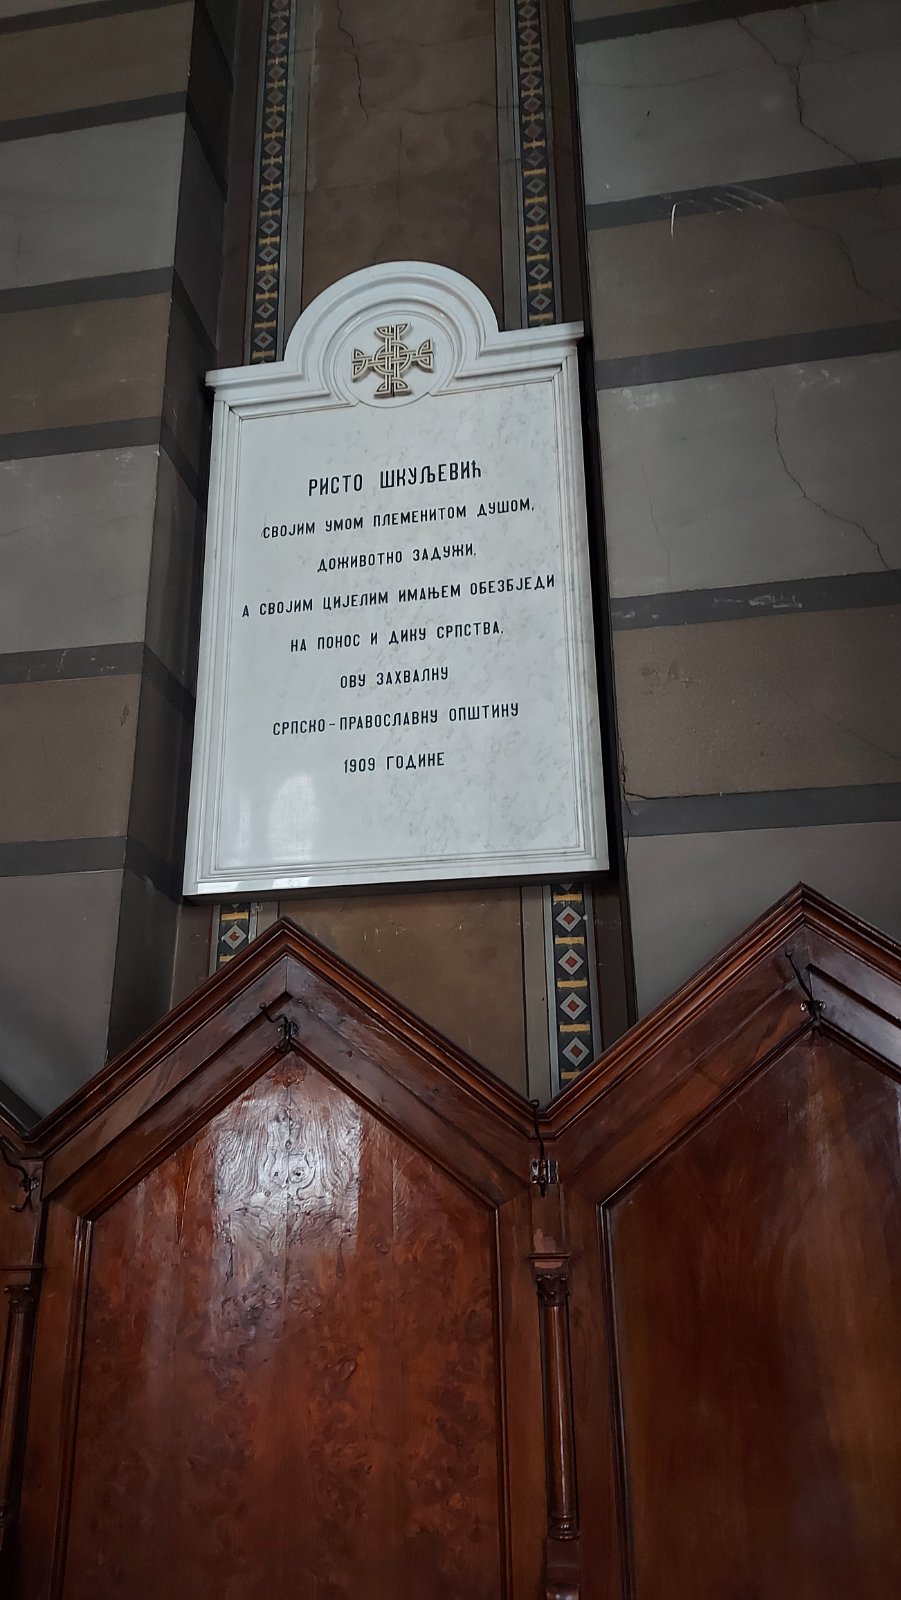 РИСТО ШКУЉЕВИЋ
СВОЈИМ УМОМ ПЛЕМЕНИТОМ ДУШОМ,
ДОЖИВОТНО ЗАДУЖИ,
А СВОЈИМ ЦИЈЕЛИМ ИМАЊЕМ ОБЕЗБЈЕДИ
НА ПОНОС И ДИКУ СРПСТВА,
ОВУ ЗАХВАЛНУ
СРПСКО-ПРАВОСЛАВНУ ОПШТИНУ
1909 ГОДИНЕ